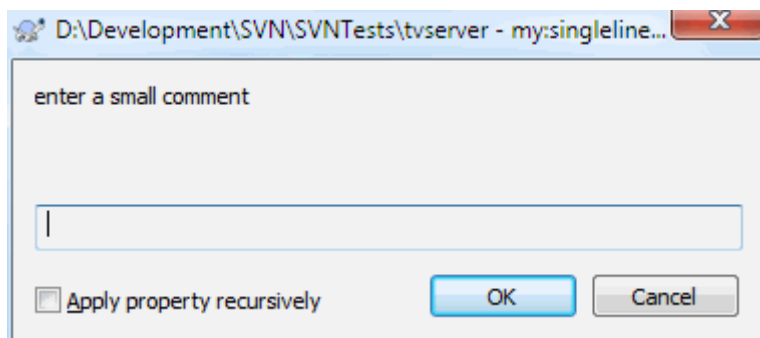 D:\Development\SVN\SVNTests\tvserver - my:singleline...
enter a small comment
Apply property recursively
OK
Cancel